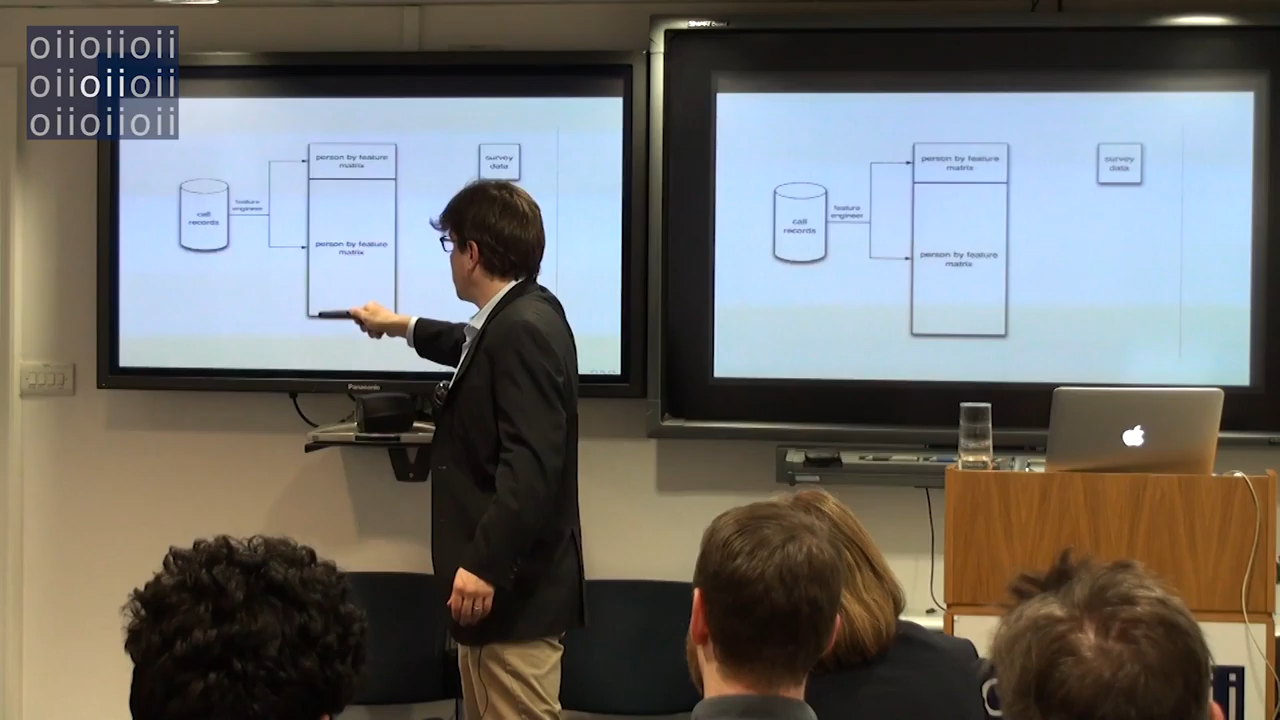 oiioiioii
oiioiioii
oiioiioii
person by feature
matrix
survey
data
call
records
feature
engineer
person by feature
matrix
Panasonic
person by feature
matrix
survey
data
call
records
feature
engineer
person by feature
matrix